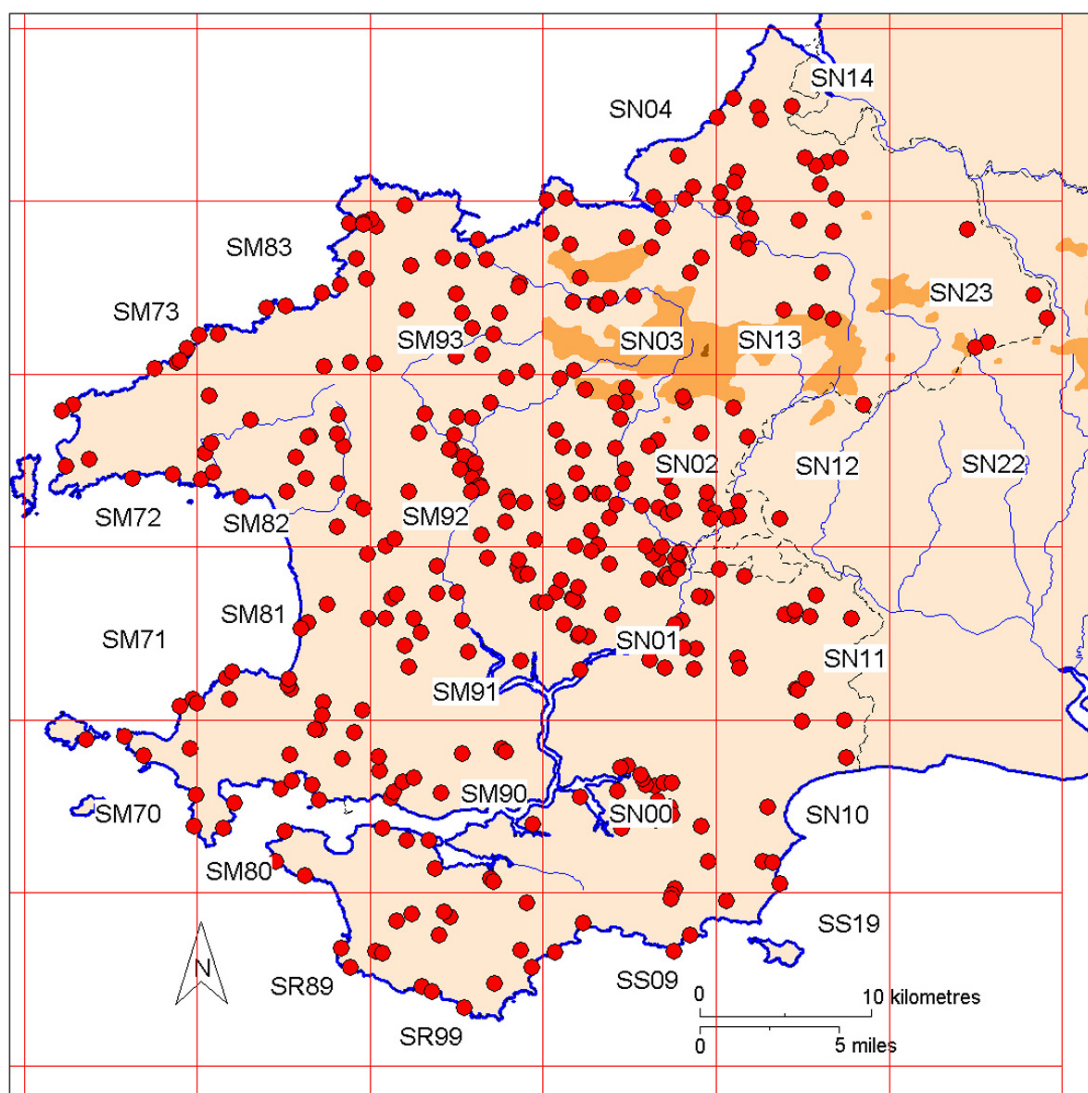 SN14
SN04
SM83
SN23
SM73
SM93
SN03
SN13
SN02
SN12
SN22
SM72
SM82
SM92
SM81
SM71
SN01
SN11
SM91
SM90
SN00
SN10
SM70
SM80
SS19
N
SR89
SS09
0 10 kilometres
SR99
0 5 miles